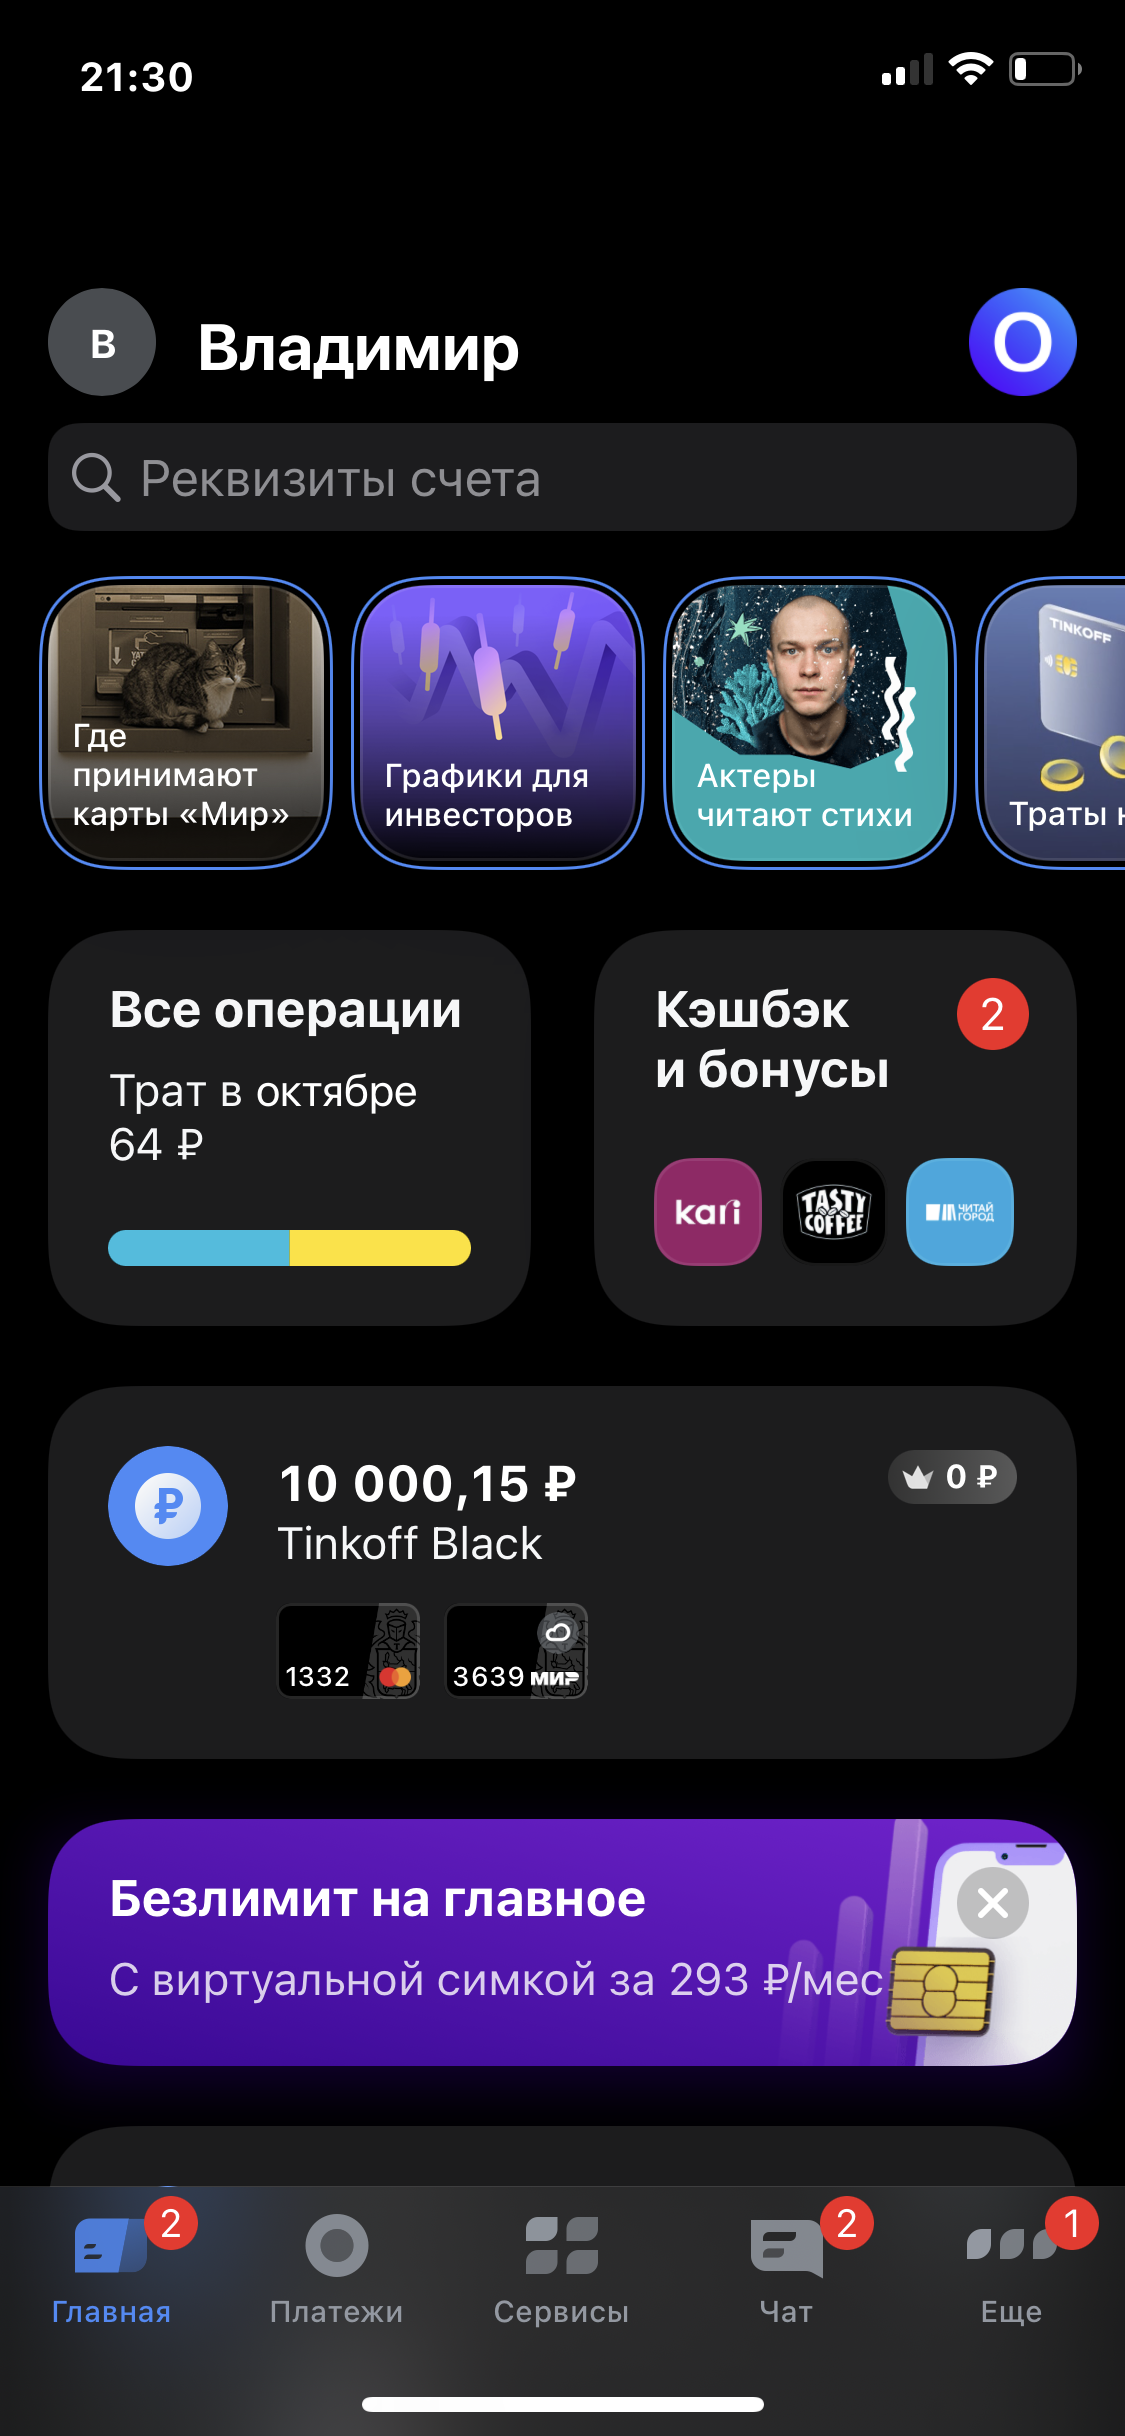 21:30
В
Владимир
О
Реквизиты счета
Где
принимают
карты «Мир»
Графики для
инвесторов
Актеры
читают стихи
TINKOFF
Траты
Все операции
Трат в октябре
64 ₽
Кэшбэк
и бонусы
2
kari
TASTY
COFFEE
ЧИТАЙ
ГОРОД
10 000,15 ₽
0 ₽
Tinkoff Black
1332
3639 МИР
Безлимит на главное
С виртуальной симкой за 293 ₽/мес
2
2
1
Главная
Платежи
Сервисы
Чат
Еще